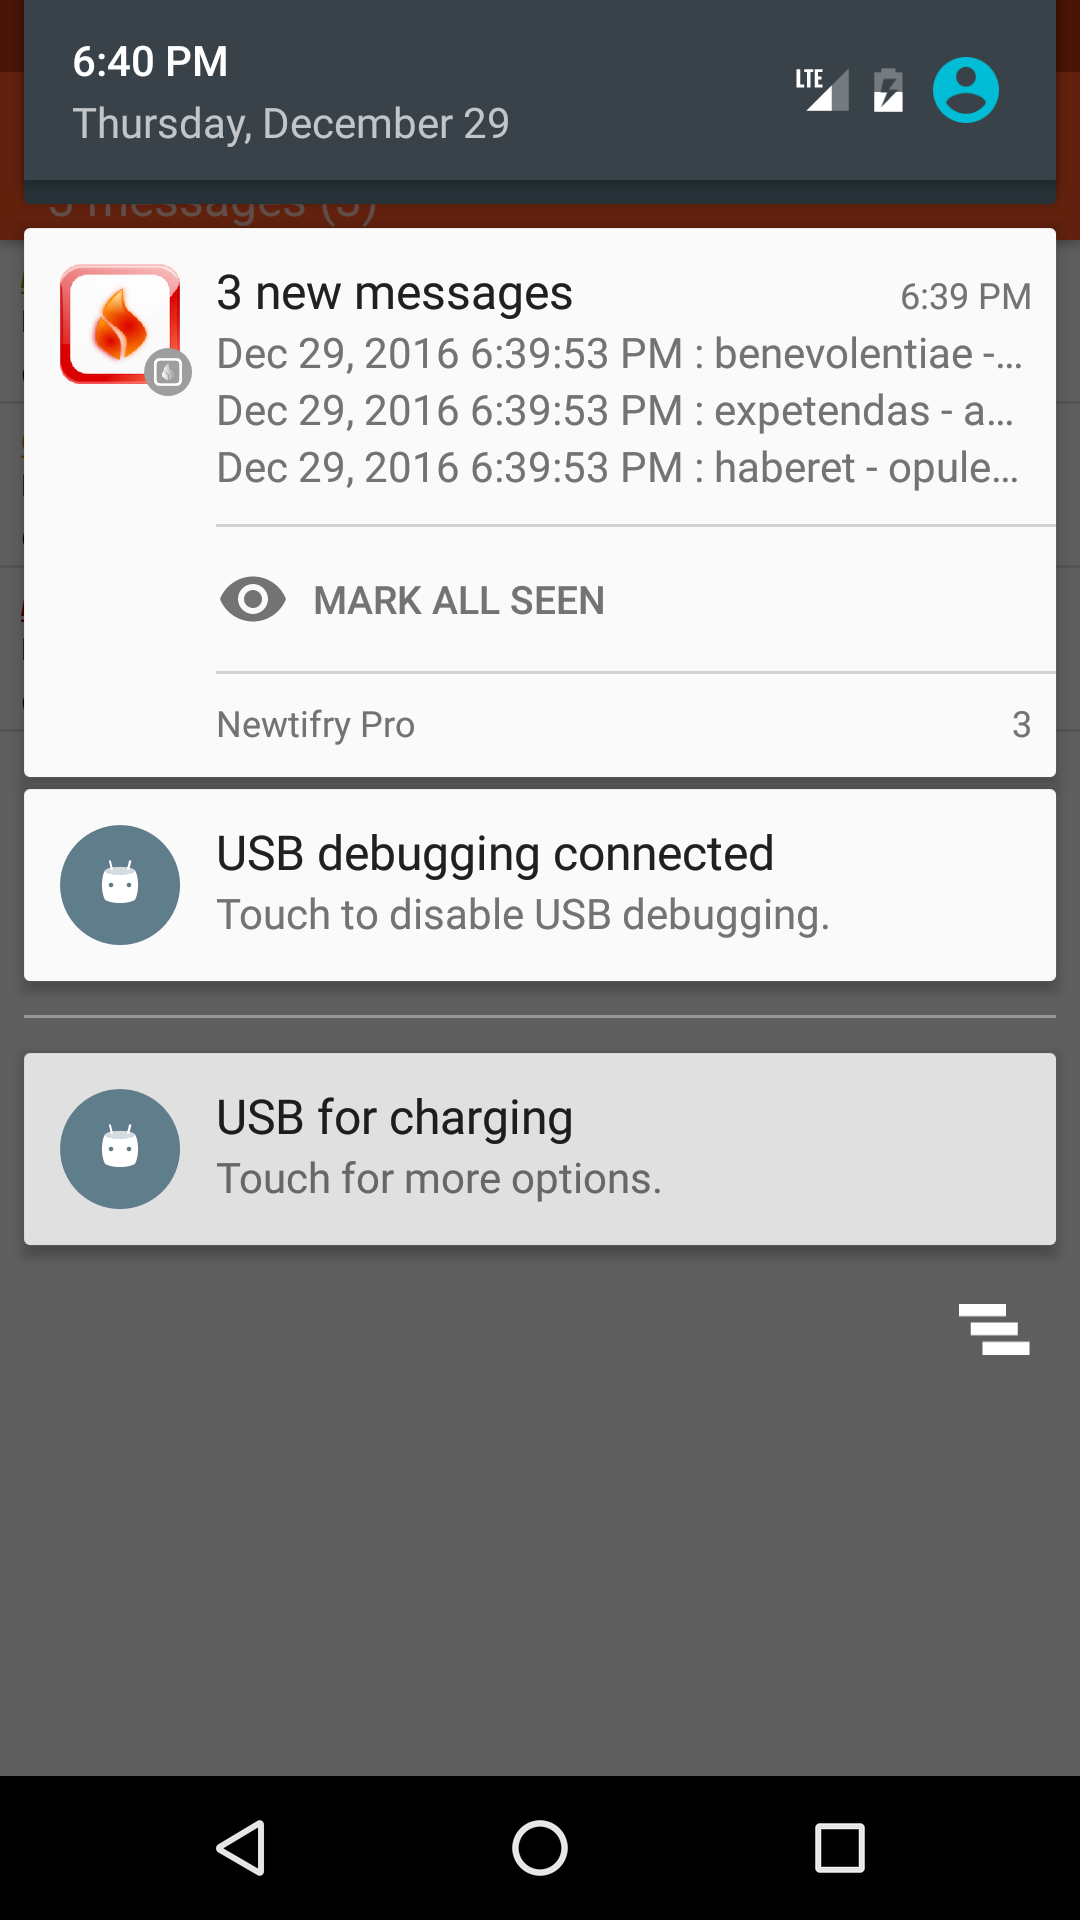 6:40 PM
Thursday, December 29
LTE
3 messages (3)
3 new messages 6:39 PM
Dec 29, 2016 6:39:53 PM : benevolentiae -...
Dec 29, 2016 6:39:53 PM : expetendas - a...
Dec 29, 2016 6:39:53 PM : haberet - opule...
MARK ALL SEEN
Newtifry Pro 3
USB debugging connected
Touch to disable USB debugging.
USB for charging
Touch for more options.